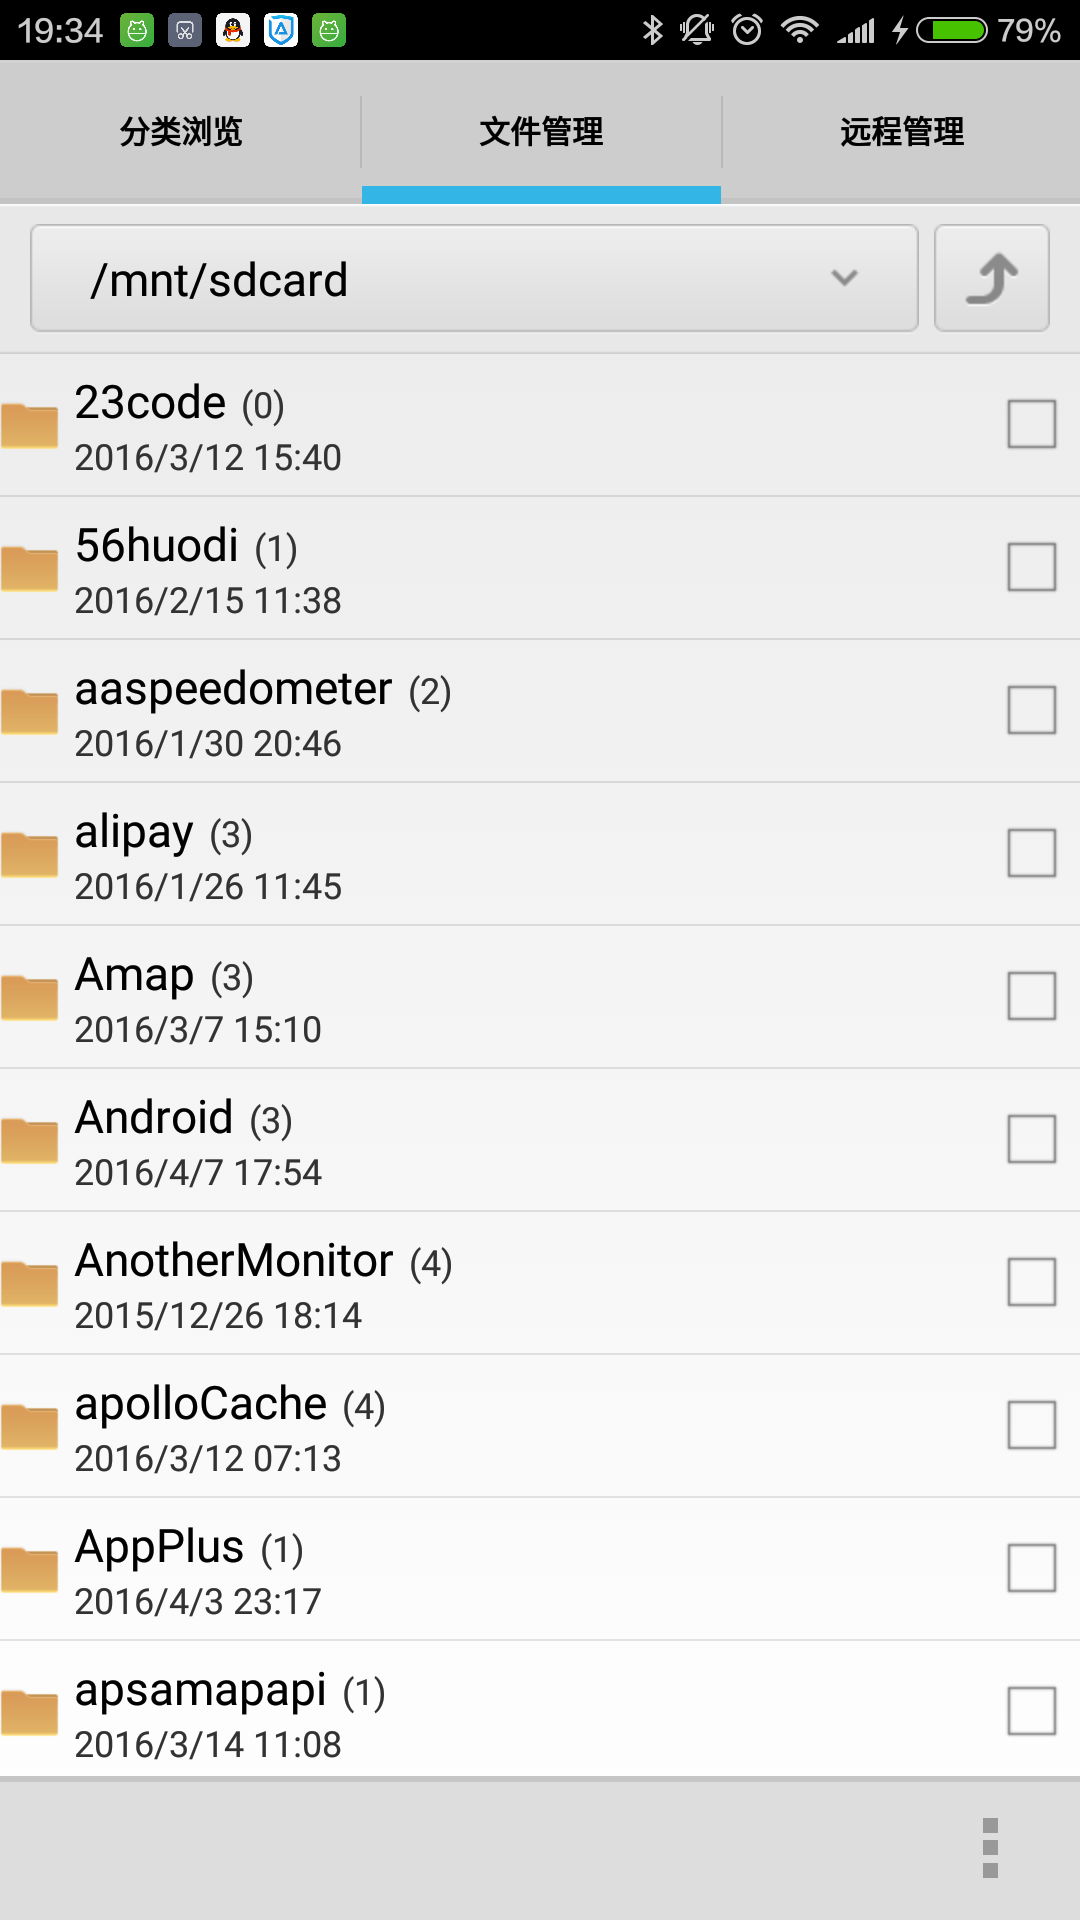 19:34 79%
分类浏览 文件管理 远程管理
/mnt/sdcard
23code (0)
2016/3/12 15:40
56huodi (1)
2016/2/15 11:38
aaspeedometer (2)
2016/1/30 20:46
alipay (3)
2016/1/26 11:45
Amap (3)
2016/3/7 15:10
Android (3)
2016/4/7 17:54
AnotherMonitor (4)
2015/12/26 18:14
apolloCache (4)
2016/3/12 07:13
AppPlus (1)
2016/4/3 23:17
apsamapapi (1)
2016/3/14 11:08